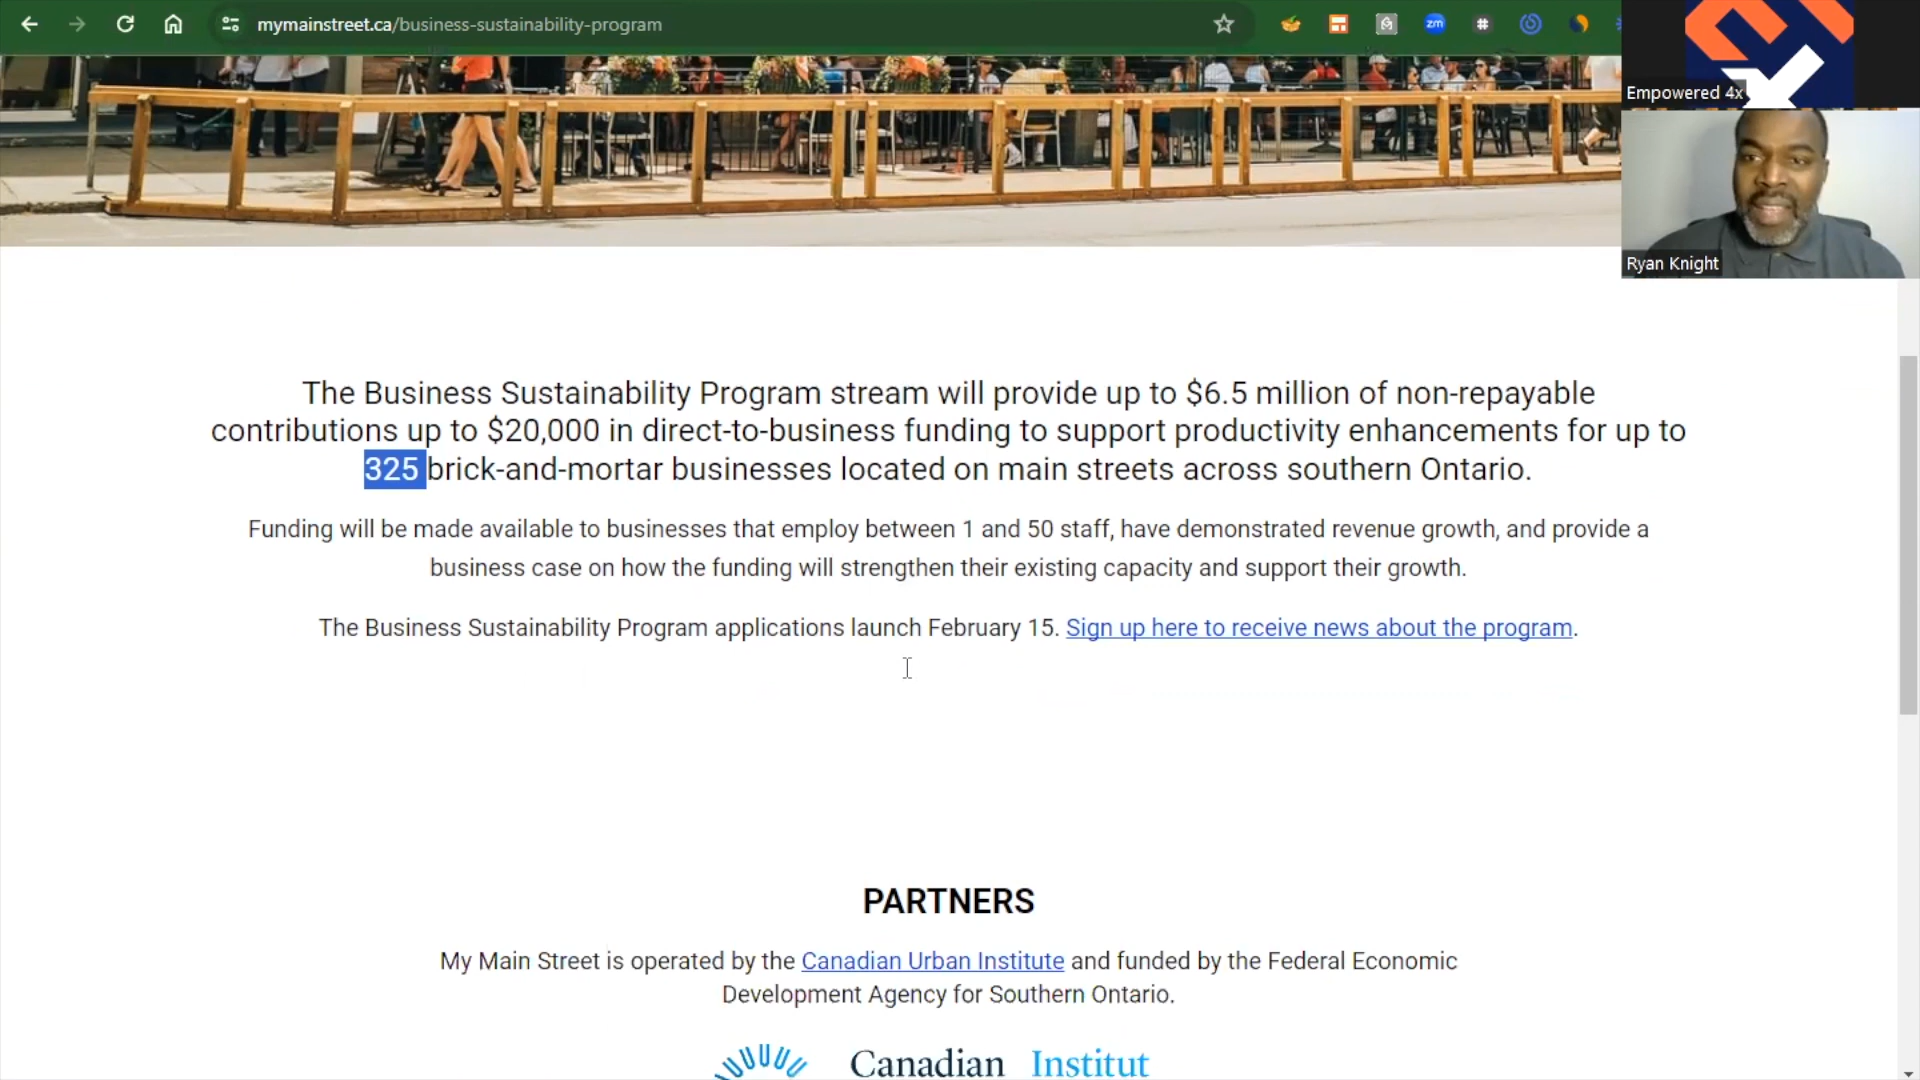 mymainstreet.ca/business-sustainability-program
zm
Empowered 4x
Ryan Knight
The Business Sustainability Program stream will provide up to $6.5 million of non-repayable
contributions up to $20,000 in direct-to-business funding to support productivity enhancements for up to
325 brick-and-mortar businesses located on main streets across southern Ontario.
Funding will be made available to businesses that employ between 1 and 50 staff, have demonstrated revenue growth, and provide a
business case on how the funding will strengthen their existing capacity and support their growth.
The Business Sustainability Program applications launch February 15. Sign up here to receive news about the program.
PARTNERS
My Main Street is operated by the Canadian Urban Institute and funded by the Federal Economic
Development Agency for Southern Ontario.
Canadian Institut